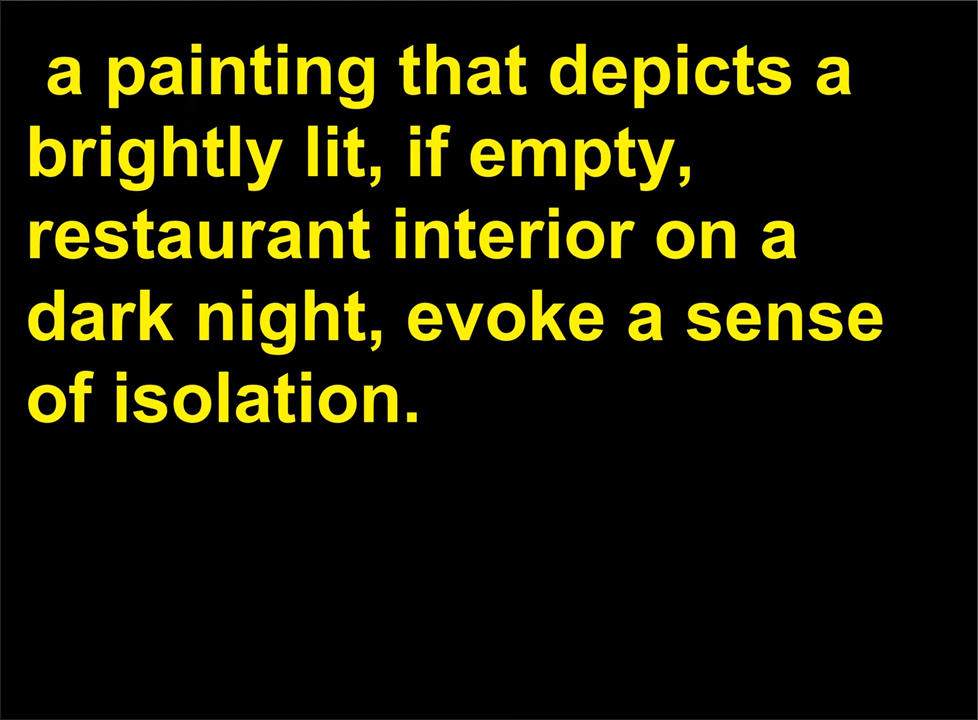 a painting that depicts a
brightly lit, if empty,
restaurant interior on a
dark night, evoke a sense
of isolation.